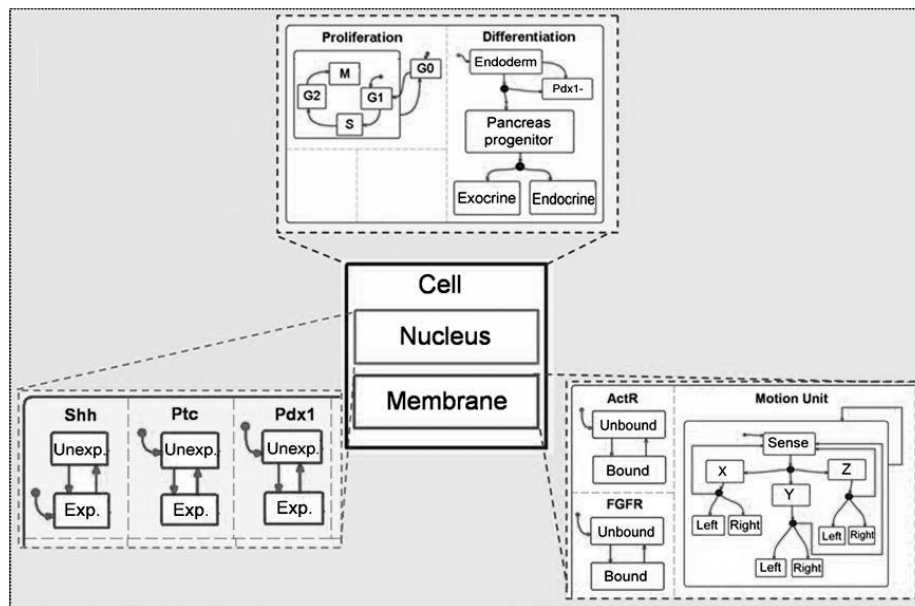 Proliferation
Differentiation
M
G0
G2
G1
S
Endoderm
Pdx1-
Pancreas
progenitor
Exocrine
Endocrine
Cell
Nucleus
Membrane
Shh
Ptc
Pdx1
Unexp.
Unexp.
Unexp.
Exp.
Exp.
Exp.
ActR
Unbound
Bound
FGFR
Unbound
Bound
Motion Unit
Sense
X
Z
Y
Left
Right
Left
Right
Left
Right